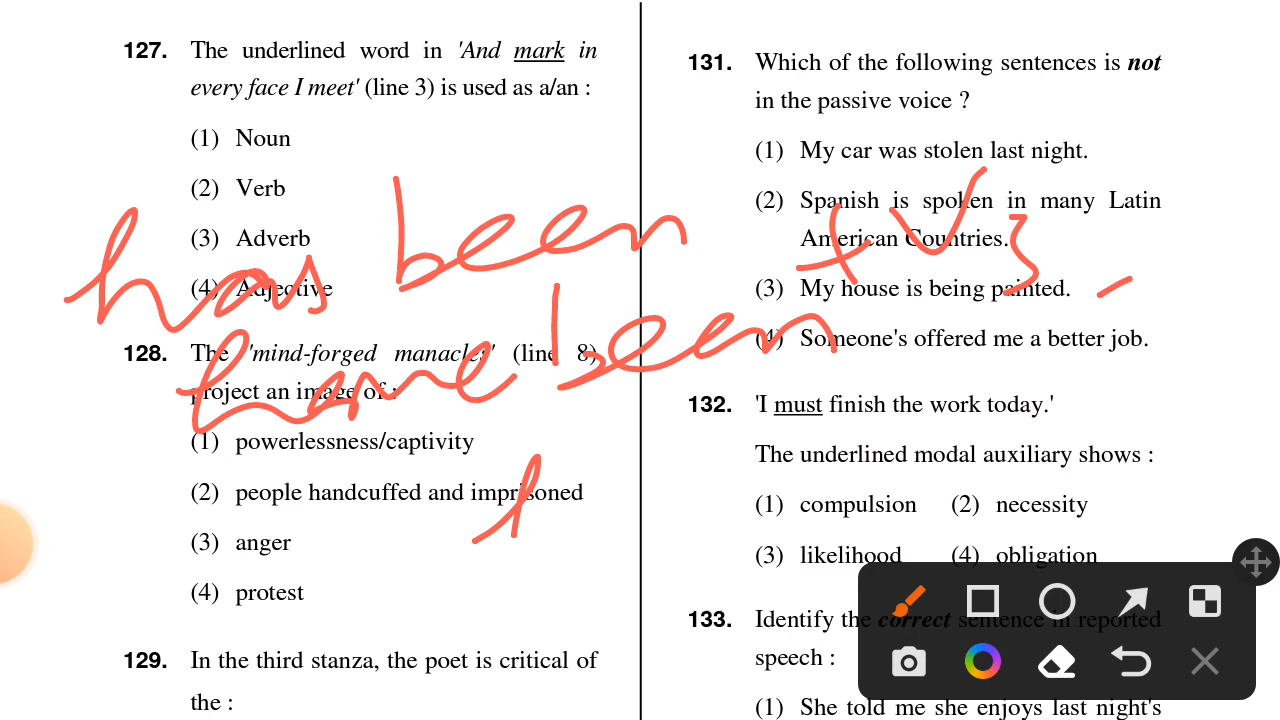 127. The underlined word in 'And mark in
every face I meet' (line 3) is used as a/an :
(1) Noun
(2) Verb
(3) Adverb
(4) Adjective
128. The 'mind-forged manacles' (line 8)
project an image of :
(1) powerlessness/captivity
(2) people handcuffed and imprisoned
(3) anger
(4) protest
129. In the third stanza, the poet is critical of
the :
131. Which of the following sentences is not
in the passive voice ?
(1) My car was stolen last night.
(2) Spanish is spoken in many Latin
American Countries.
(3) My house is being painted.
(4) Someone's offered me a better job.
132. 'I must finish the work today.'
The underlined modal auxiliary shows :
(1) compulsion (2) necessity
(3) likelihood (4) obligation
133. Identify the correct sentence in reported
speech :
(1) She told me she enjoys last night's
has been + V3
have been